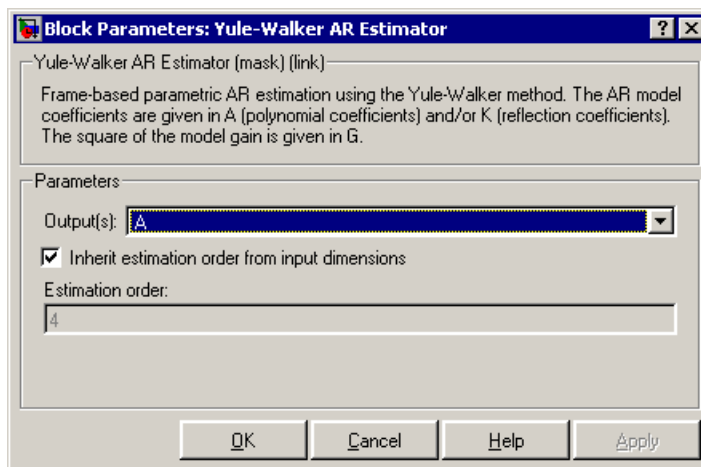 Block Parameters: Yule-Walker AR Estimator
Yule-Walker AR Estimator (mask) (link)
Frame-based parametric AR estimation using the Yule-Walker method. The AR model
coefficients are given in A (polynomial coefficients) and/or K (reflection coefficients).
The square of the model gain is given in G.
Parameters
Output(s): A
Inherit estimation order from input dimensions
Estimation order:
4
OK Cancel Help Apply